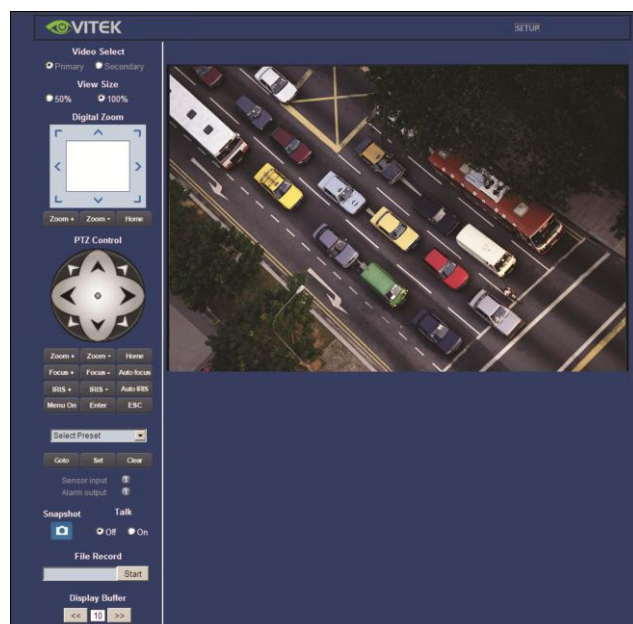 VITEK
SETUP
Video Select
Primary Secondary
View Size
50% 100%
Digital Zoom
Zoom + Zoom - Home
PTZ Control
Zoom + Zoom - Home
Focus + Focus - Auto focus
IRIS + IRIS - Auto IRIS
Menu On Enter ESC
Select Preset
Goto Set Clear
Sensor input 1
Alarm output 1
Snapshot Talk
Off On
File Record
Start
Display Buffer
<< 10 >>